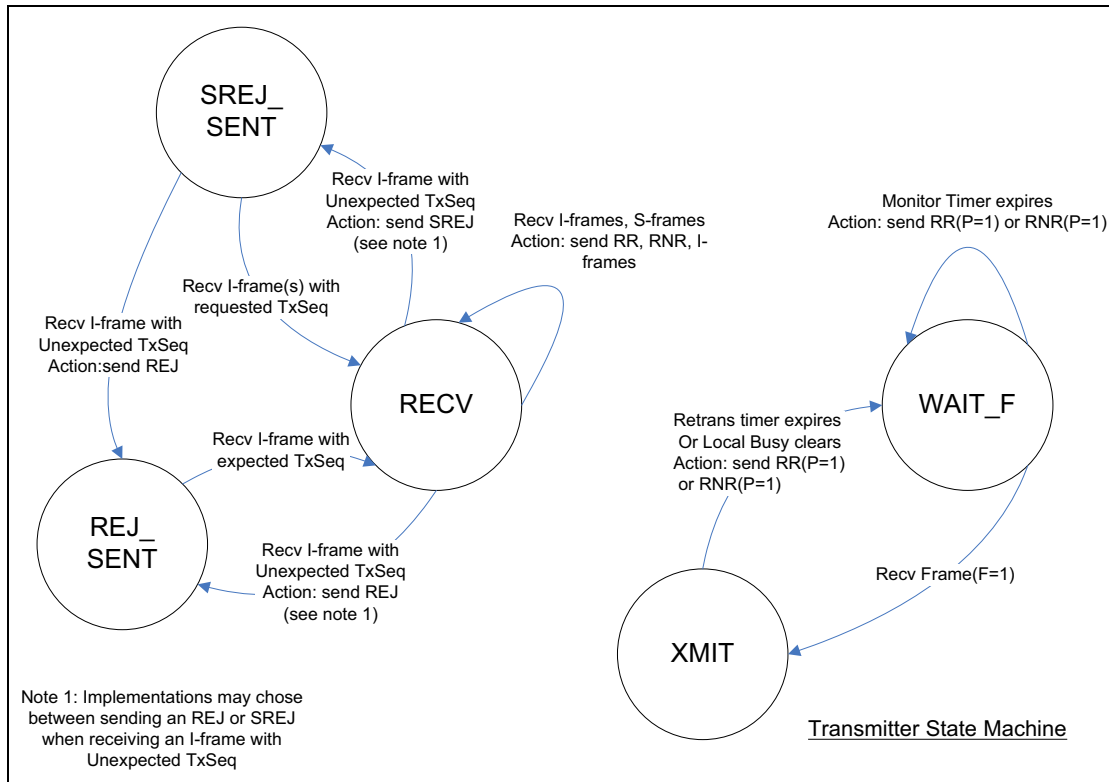 SREJ_
SENT
Recv I-frame with
Unexpected TxSeq
Action: send SREJ
(see note 1)
Recv I-frames, S-frames
Action: send RR, RNR, I-
frames
Recv I-frame(s) with
requested TxSeq
Recv I-frame with
Unexpected TxSeq
Action:send REJ
RECV
Recv I-frame with
expected TxSeq
REJ_
SENT
Recv I-frame with
Unexpected TxSeq
Action: send REJ
(see note 1)
Note 1: Implementations may chose
between sending an REJ or SREJ
when receiving an I-frame with
Unexpected TxSeq
Monitor Timer expires
Action: send RR(P=1) or RNR(P=1)
WAIT_F
Retrans timer expires
Or Local Busy clears
Action: send RR(P=1)
or RNR(P=1)
Recv Frame(F=1)
XMIT
Transmitter State Machine